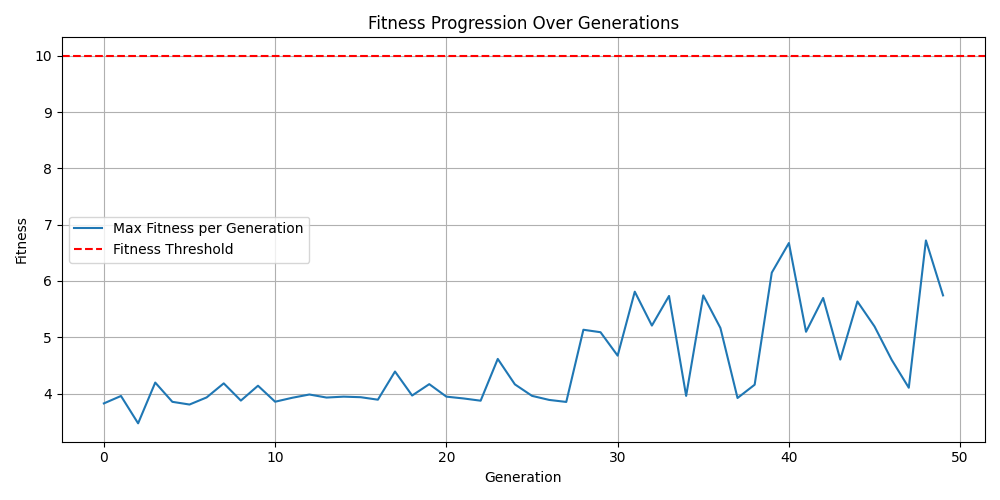 Fitness Progression Over Generations
10
9
8
7
6
5
4
Fitness
Max Fitness per Generation
Fitness Threshold
0 10 20 30 40 50
Generation